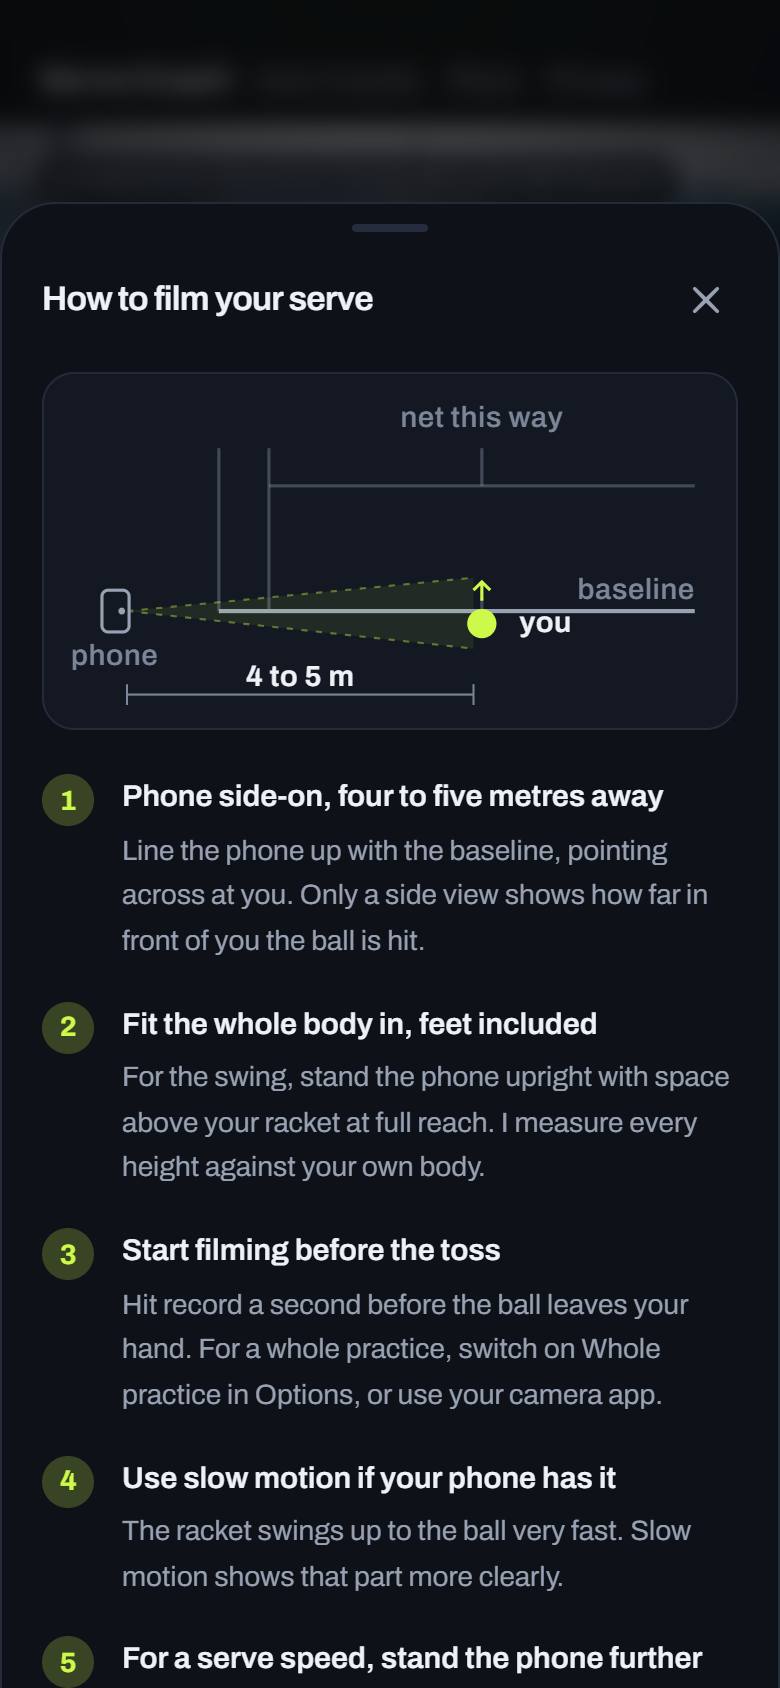 How to film your serve
net this way
baseline
you
phone
4 to 5 m
1
Phone side-on, four to five metres away
Line the phone up with the baseline, pointing
across at you. Only a side view shows how far in
front of you the ball is hit.
2
Fit the whole body in, feet included
For the swing, stand the phone upright with space
above your racket at full reach. I measure every
height against your own body.
3
Start filming before the toss
Hit record a second before the ball leaves your
hand. For a whole practice, switch on Whole
practice in Options, or use your camera app.
4
Use slow motion if your phone has it
The racket swings up to the ball very fast. Slow
motion shows that part more clearly.
5
For a serve speed, stand the phone further